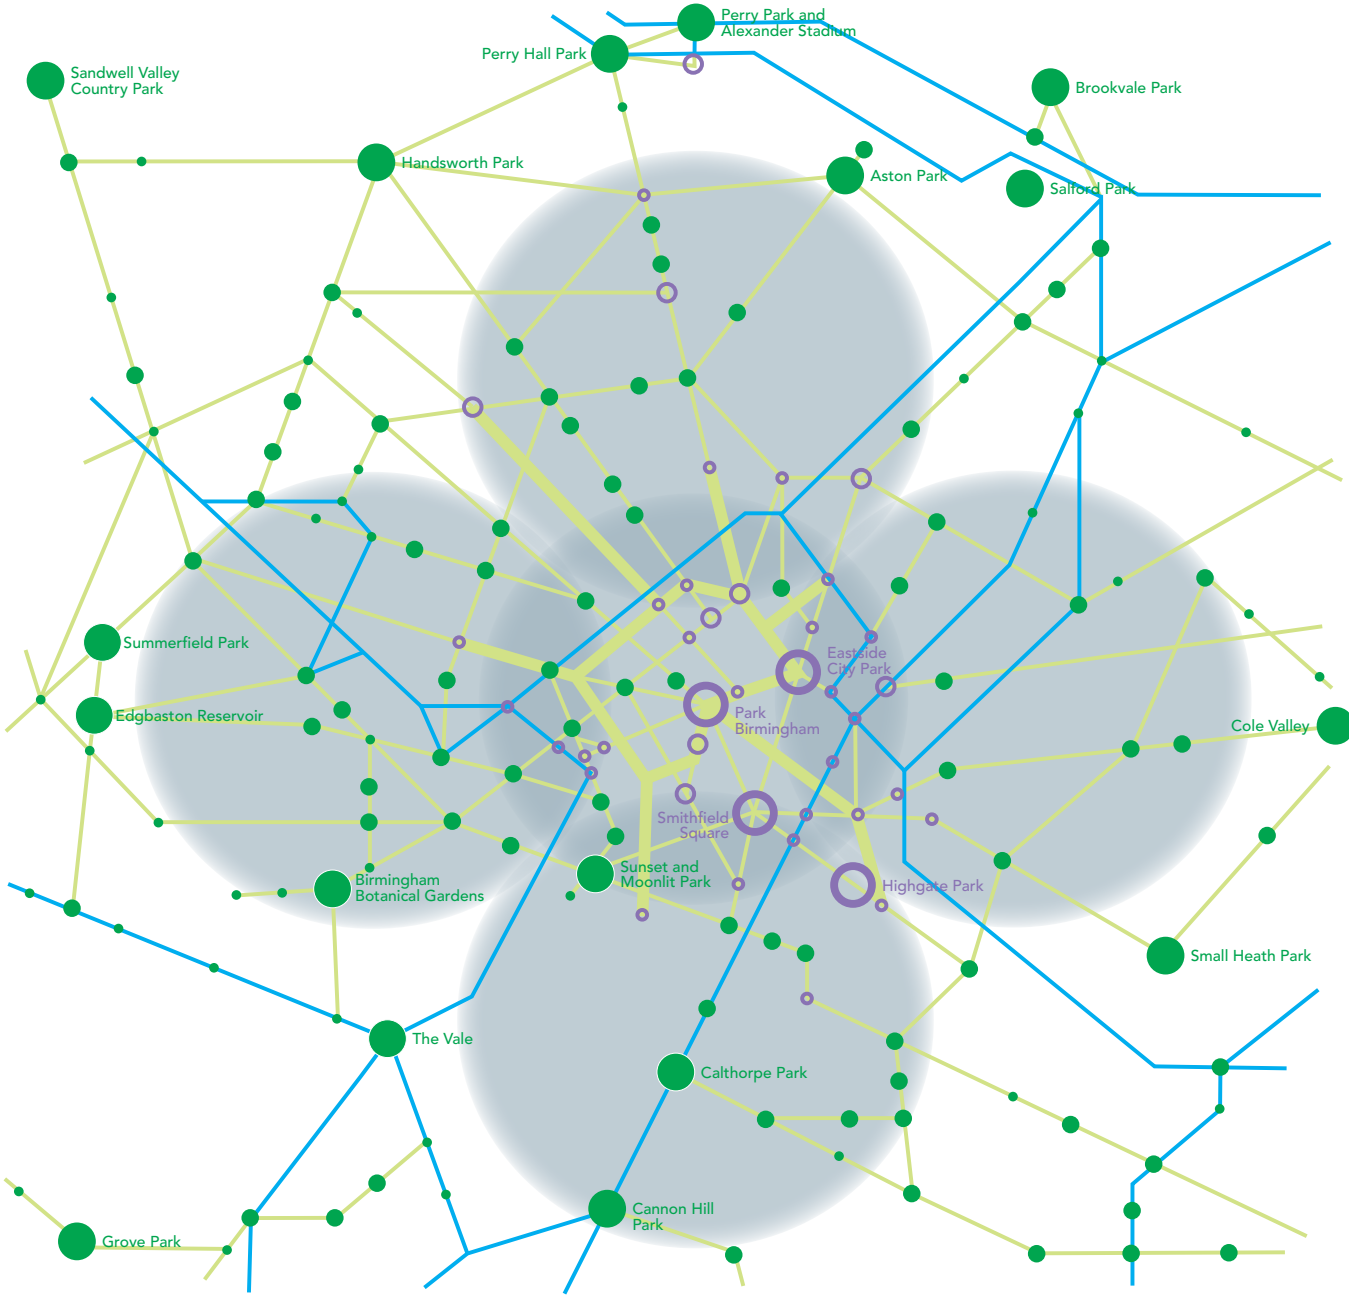 Perry Park and
Alexander Stadium
Perry Hall Park
Sandwell Valley
Country Park
Brookvale Park
Handsworth Park
Aston Park
Salford Park
Summerfield Park
Eastside
City Park
Edgbaston Reservoir
Park
Birmingham
Cole Valley
Smithfield
Square
Sunset and
Moonlit Park
Birmingham
Botanical Gardens
Highgate Park
Small Heath Park
The Vale
Calthorpe Park
Cannon Hill
Park
Grove Park